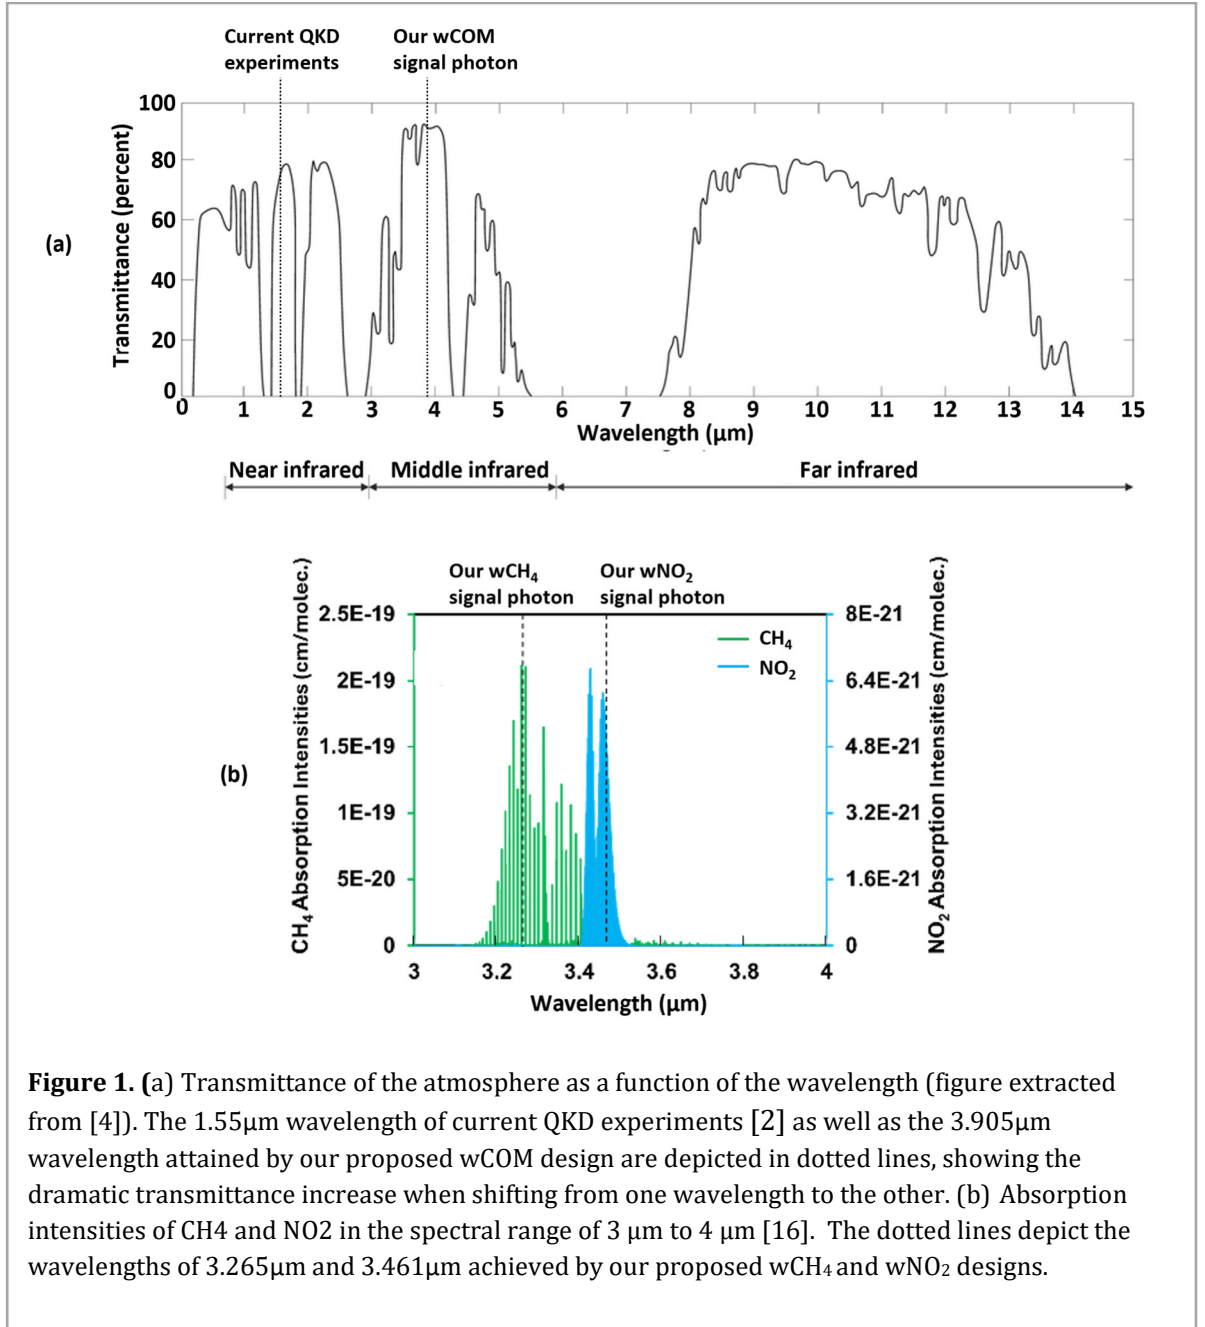 Current QKD experiments
Our wCOM signal photon
100
80
60
40
20
0
Transmittance (percent)
(a)
0 1 2 3 4 5 6 7 8 9 10 11 12 13 14 15
Wavelength (µm)
Near infrared
Middle infrared
Far infrared
Our wCH₄ signal photon
Our wNO₂ signal photon
2.5E-19
2E-19
1.5E-19
1E-19
5E-20
0
CH₄ Absorption Intensities (cm/molec.)
(b)
CH₄
NO₂
8E-21
6.4E-21
4.8E-21
3.2E-21
1.6E-21
0
NO₂ Absorption Intensities (cm/molec.)
3 3.2 3.4 3.6 3.8 4
Wavelength (µm)
Figure 1. (a) Transmittance of the atmosphere as a function of the wavelength (figure extracted
from [4]). The 1.55µm wavelength of current QKD experiments [2] as well as the 3.905µm
wavelength attained by our proposed wCOM design are depicted in dotted lines, showing the
dramatic transmittance increase when shifting from one wavelength to the other. (b) Absorption
intensities of CH4 and NO2 in the spectral range of 3 µm to 4 µm [16]. The dotted lines depict the
wavelengths of 3.265µm and 3.461µm achieved by our proposed wCH₄ and wNO₂ designs.